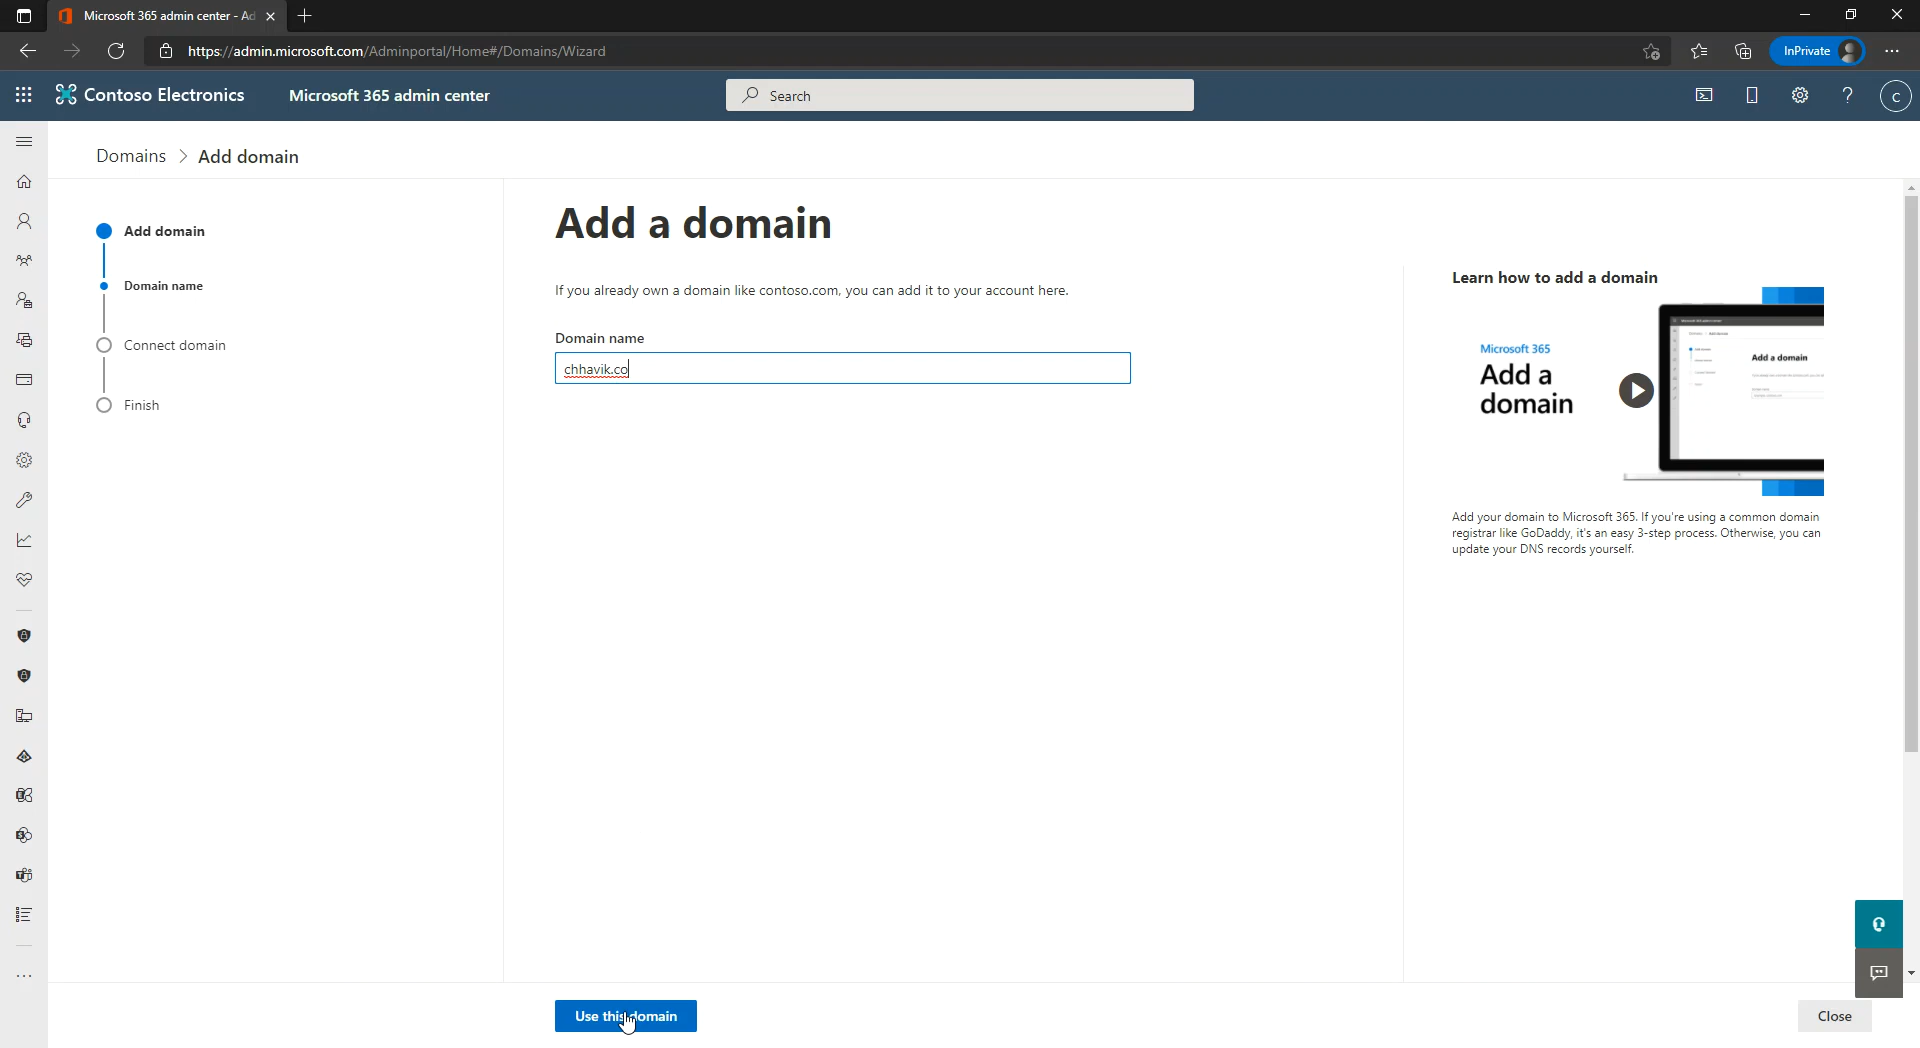 Microsoft 365 admin center - Ad
https://admin.microsoft.com/Adminportal/Home#/Domains/Wizard
InPrivate
Contoso Electronics
Microsoft 365 admin center
Search
C
Domains > Add domain
Add domain
Domain name
Connect domain
Finish
Add a domain
If you already own a domain like contoso.com, you can add it to your account here.
Domain name
chhavik.co
Learn how to add a domain
Microsoft 365
Add a
domain
Add a domain
Add your domain to Microsoft 365. If you're using a common domain
registrar like GoDaddy, it's an easy 3-step process. Otherwise, you can
update your DNS records yourself.
Use this domain
Close